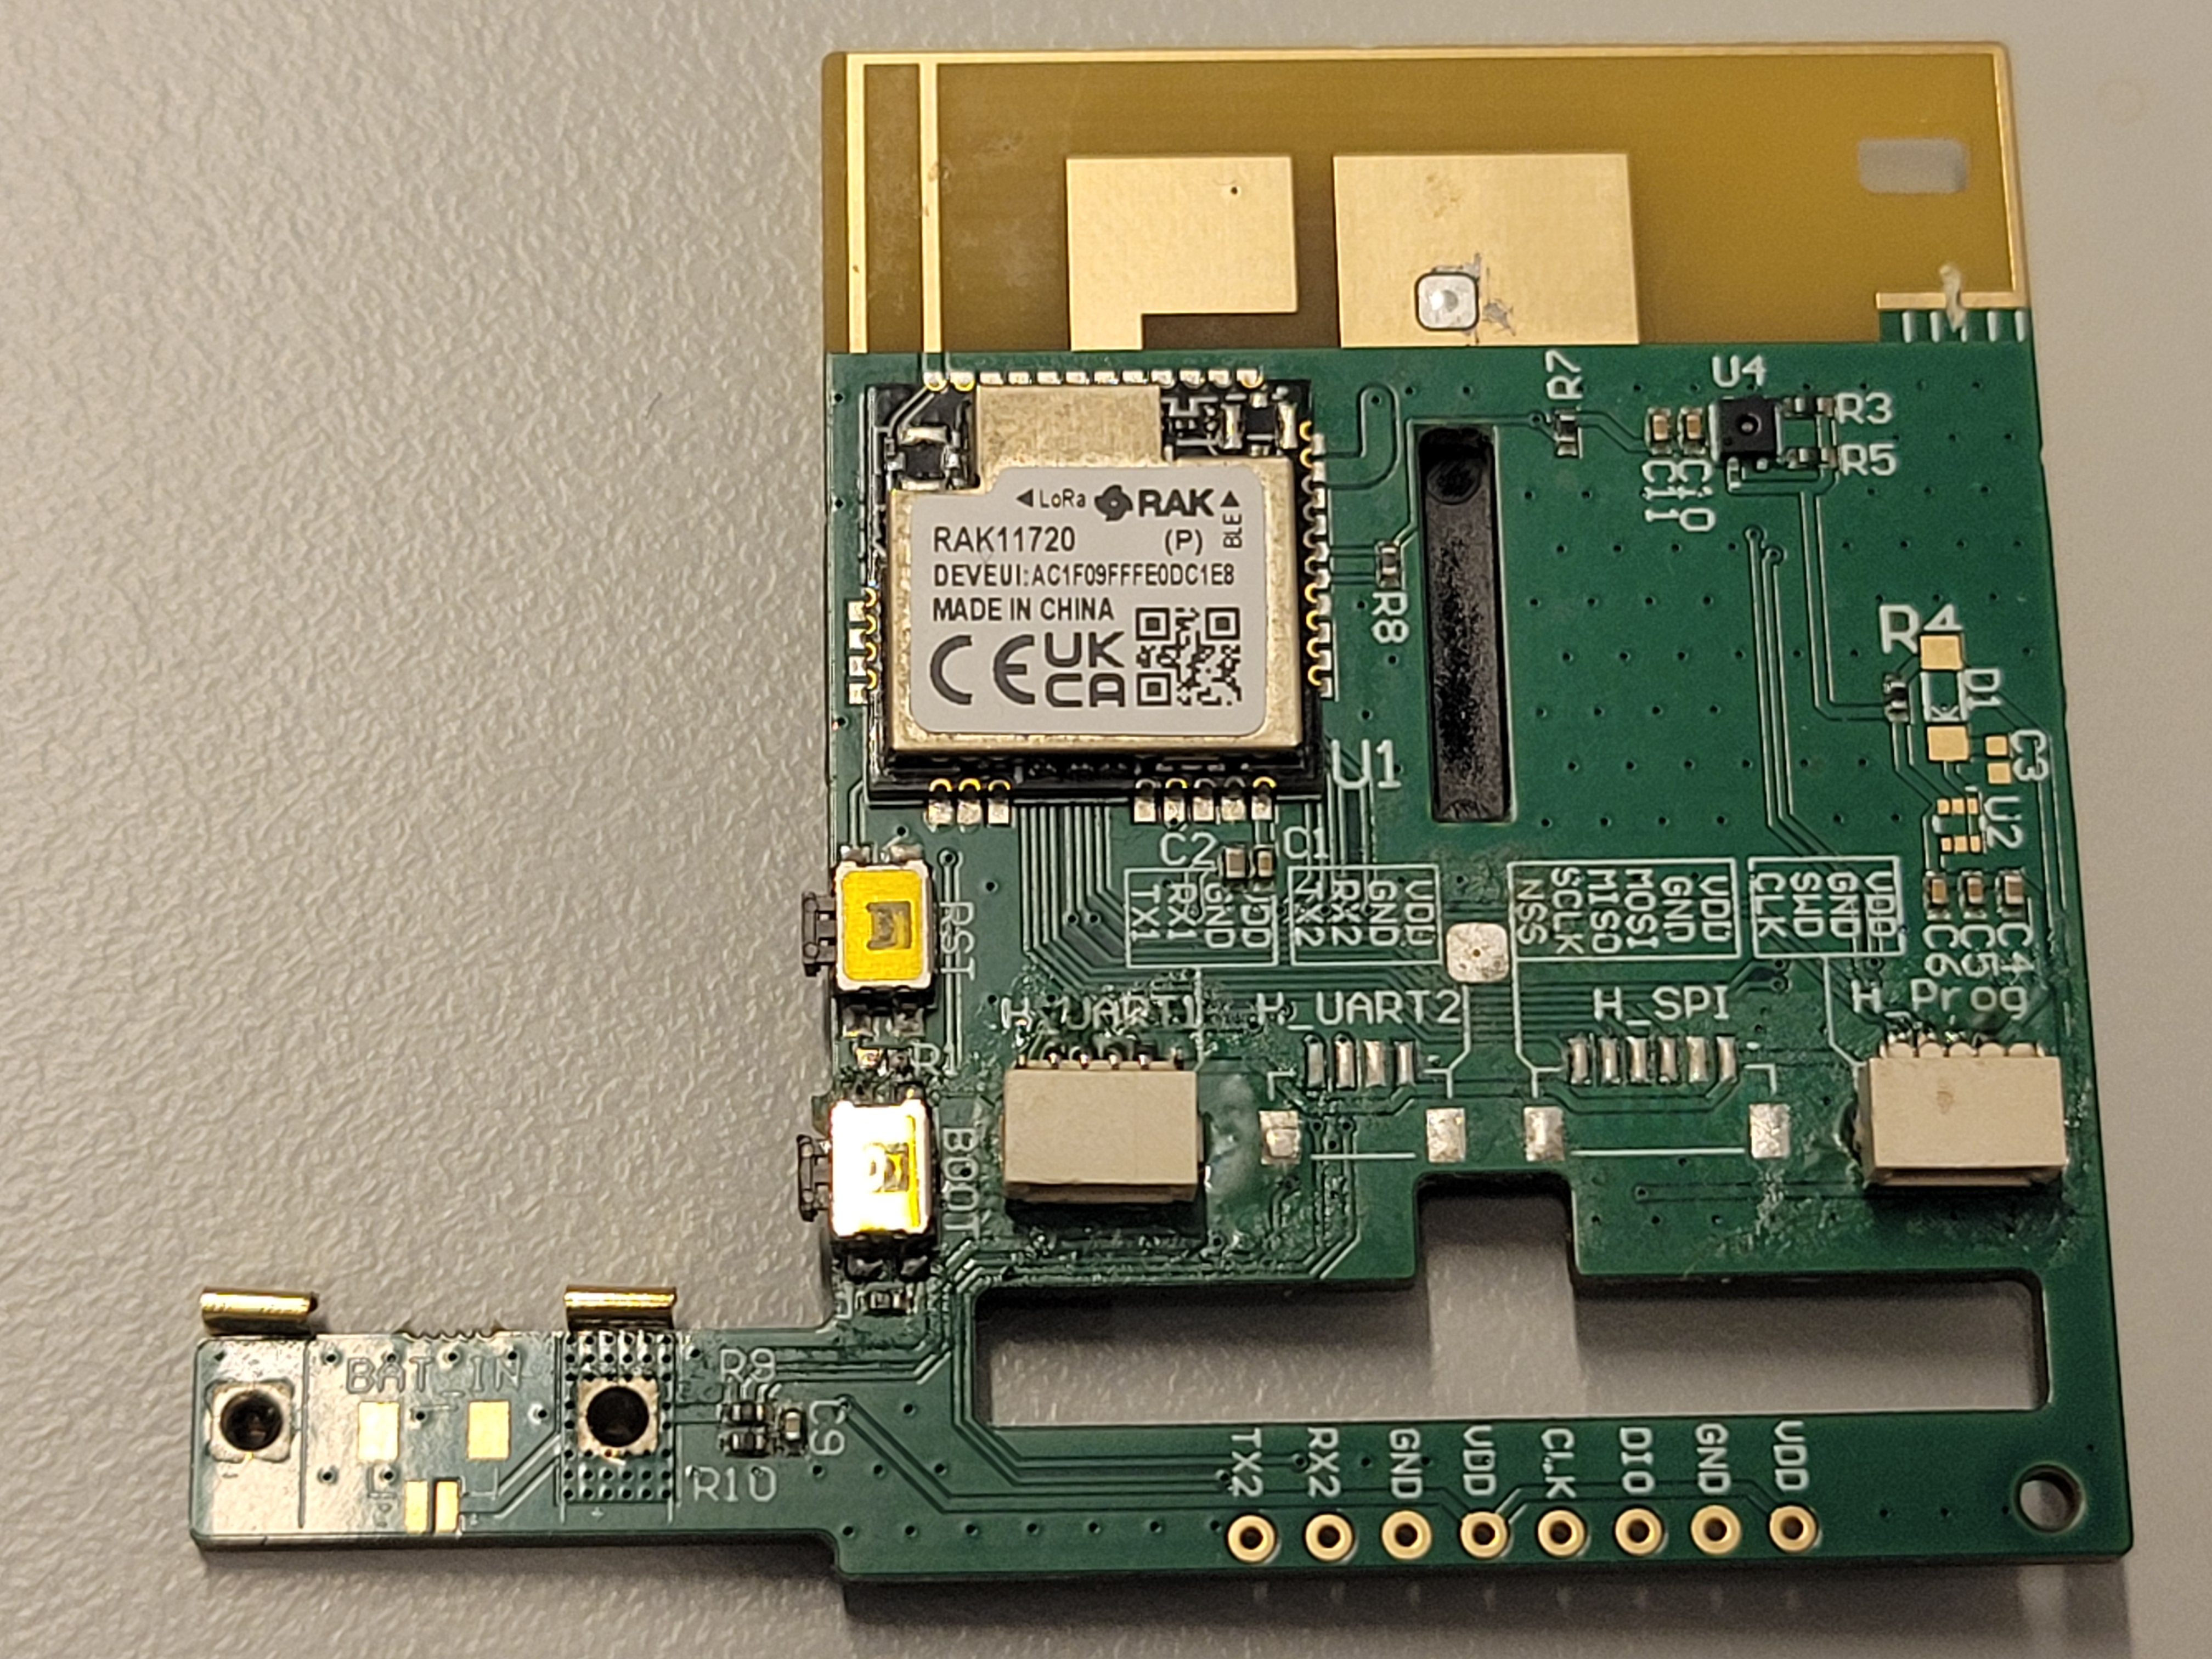 U4
R7
R3
R5
C11
C10
LoRa RAK BLE
RAK11720 (P)
DEVEUI:AC1F09FFFE0DC1E8
MADE IN CHINA
CE UK
CA
R8
R4
D1
U1
C3
U2
C2
C1
TX1
RX1
GND
VDD
TX2
RX2
GND
VDD
NSS
SCLK
MISO
MOSI
GND
VDD
CLK
SWD
GND
VDD
C6
C5
C4
RST
H_UART1
H_UART2
H_SPI
H_Prog
BOOT
BAT_IN
R9
C9
R10
-
+
TX2
RX2
GND
VDD
CLK
DIO
GND
VDD